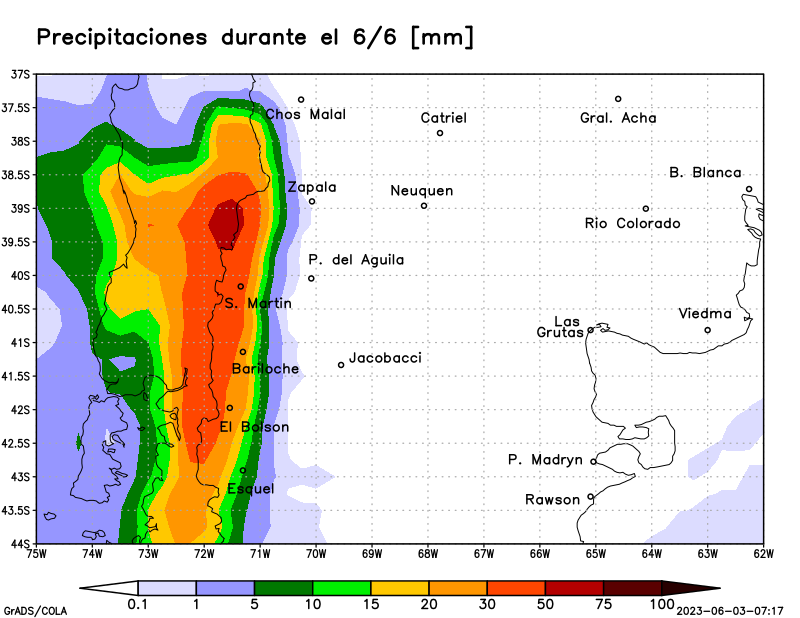 Precipitaciones durante el 6/6 [mm]
37S
37.5S
Chos Malal
Catriel
Gral. Acha
38S
38.5S
B. Blanca
Zapala
Neuquen
39S
Rio Colorado
39.5S
P. del Aguila
40S
S. Martin
40.5S
Viedma
Las
Grutas
41S
Jacobacci
Bariloche
41.5S
42S
El Bolson
42.5S
P. Madryn
43S
Esquel
Rawson
43.5S
44S
75W 74W 73W 72W 71W 70W 69W 68W 67W 66W 65W 64W 63W 62W
0.1 1 5 10 15 20 30 50 75 100
GrADS/COLA
2023-06-03-07:17